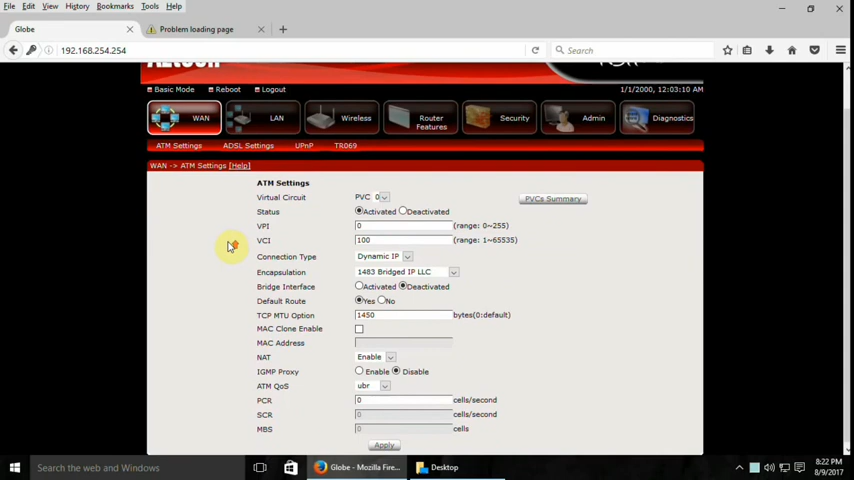 File Edit View History Bookmarks Tools Help
Globe Problem loading page
192.168.254.254 Search
Basic Mode Reboot Logout 1/1/2000, 12:03:10 AM
WAN LAN Wireless Router Features Security Admin Diagnostics
ATM Settings ADSL Settings UPnP TR069
WAN -> ATM Settings [Help]
ATM Settings
Virtual Circuit PVC 0 PVCs Summary
Status Activated Deactivated
VPI 0 (range: 0~255)
VCI 100 (range: 1~65535)
Connection Type Dynamic IP
Encapsulation 1483 Bridged IP LLC
Bridge Interface Activated Deactivated
Default Route Yes No
TCP MTU Option 1450 bytes(0:default)
MAC Clone Enable
MAC Address
NAT Enable
IGMP Proxy Enable Disable
ATM QoS ubr
PCR 0 cells/second
SCR 0 cells/second
MBS 0 cells
Apply
Search the web and Windows Globe - Mozilla Fire... Desktop 8:22 PM
8/9/2017